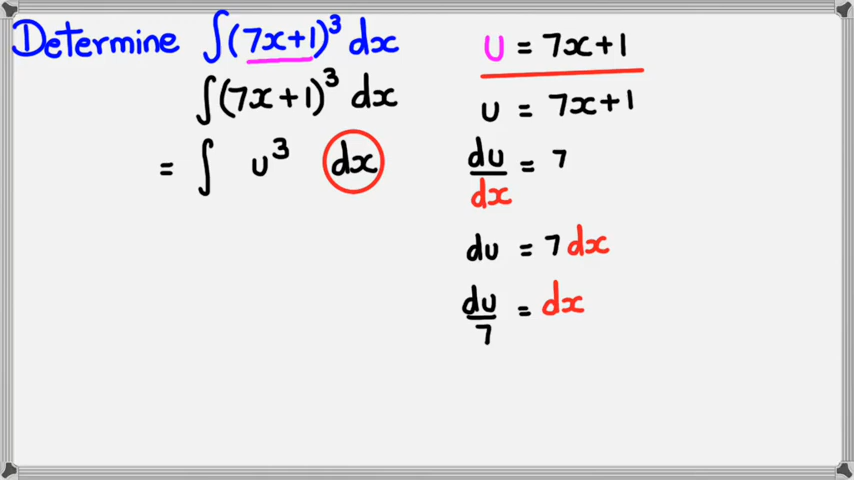 Determine ∫(7x+1)³ dx
∫(7x+1)³ dx
= ∫ u³ dx
U = 7x+1
u = 7x+1
du/dx = 7
du = 7dx
du/7 = dx